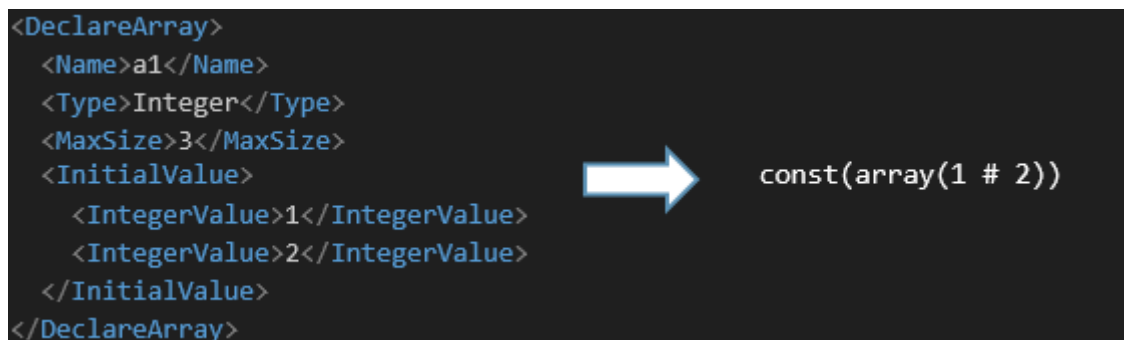 <DeclareArray>
<Name>a1</Name>
<Type>Integer</Type>
<MaxSize>3</MaxSize>
<InitialValue>
<IntegerValue>1</IntegerValue>
<IntegerValue>2</IntegerValue>
</InitialValue>
</DeclareArray>
const(array(1 # 2))